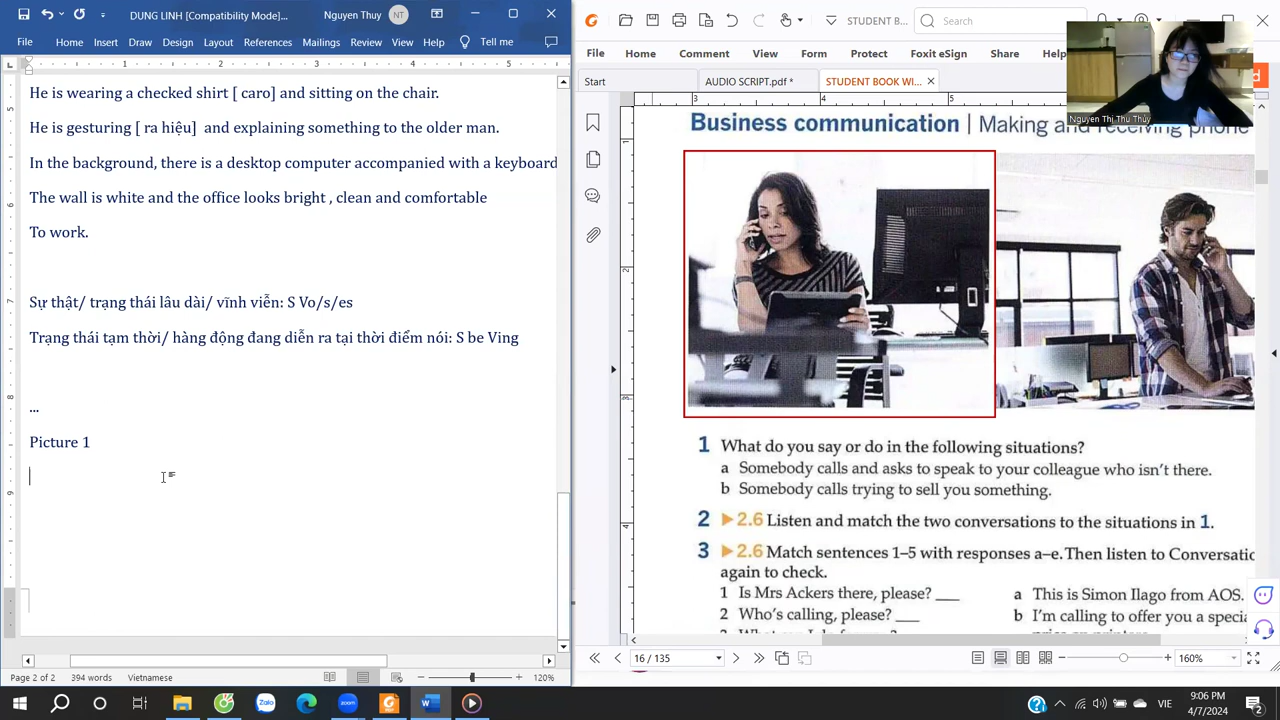 DUNG LINH [Compatibility Mode]...
Nguyen Thuy
NT
File
Home
Insert
Draw
Design
Layout
References
Mailings
Review
View
Help
Tell me
1
2
3
4
5
He is wearing a checked shirt [ caro] and sitting on the chair.
He is gesturing [ ra hiệu]  and explaining something to the older man.
In the background, there is a desktop computer accompanied with a keyboard
The wall is white and the office looks bright , clean and comfortable
To work.
Sự thật/ trạng thái lâu dài/ vĩnh viễn: S Vo/s/es
Trạng thái tạm thời/ hàng động đang diễn ra tại thời điểm nói: S be Ving
...
Picture 1
Page 2 of 2
394 words
Vietnamese
120%
STUDENT B...
Search
File
Home
Comment
View
Form
Protect
Foxit eSign
Share
Help
Start
AUDIO SCRIPT.pdf *
STUDENT BOOK WI...
3
4
5
Nguyen Thi Thu Thủy
Business communication | Making and receiving phone
1 What do you say or do in the following situations?
a Somebody calls and asks to speak to your colleague who isn't there.
b Somebody calls trying to sell you something.
2 ▶ 2.6 Listen and match the two conversations to the situations in 1.
3 ▶ 2.6 Match sentences 1–5 with responses a–e. Then listen to Conversatio
again to check.
1 Is Mrs Ackers there, please? ___
a This is Simon Ilago from AOS.
2 Who's calling, please? ___
b I'm calling to offer you a specia
16 / 135
160%
9:06 PM
4/7/2024
VIE
2